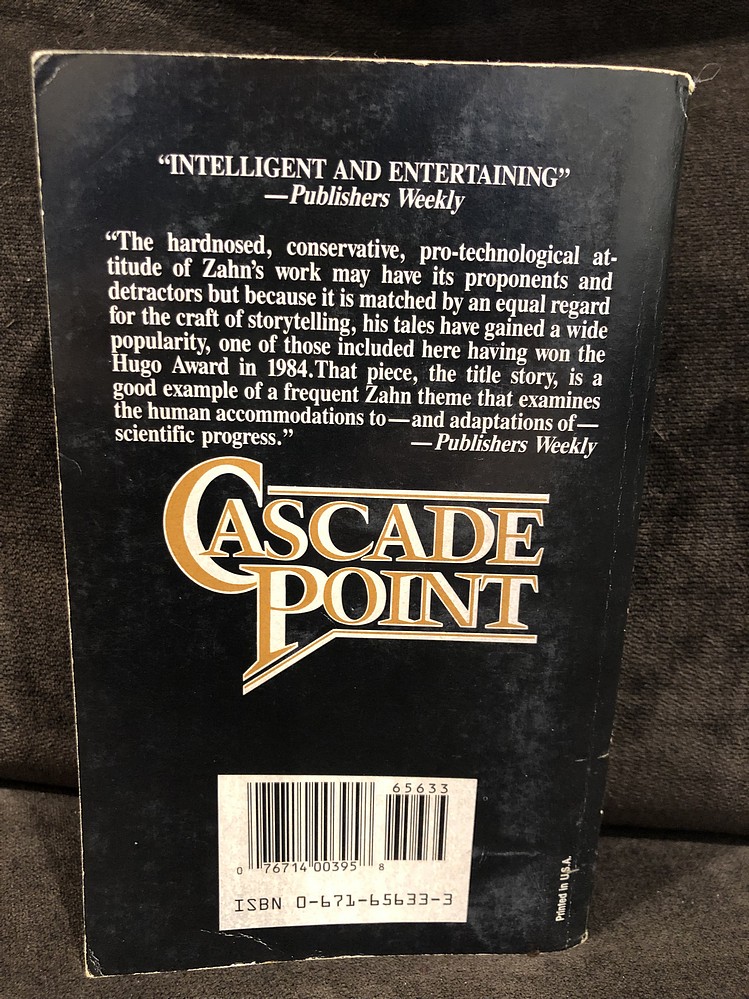 “INTELLIGENT AND ENTERTAINING”
—Publishers Weekly
“The hardnosed, conservative, pro-technological at-
titude of Zahn’s work may have its proponents and
detractors but because it is matched by an equal regard
for the craft of storytelling, his tales have gained a wide
popularity, one of those included here having won the
Hugo Award in 1984.That piece, the title story, is a
good example of a frequent Zahn theme that examines
the human accommodations to—and adaptations of—
scientific progress.” —Publishers Weekly
CASCADE
POINT
65633
0 76714 00395 8
ISBN 0-671-65633-3
Printed in U.S.A.